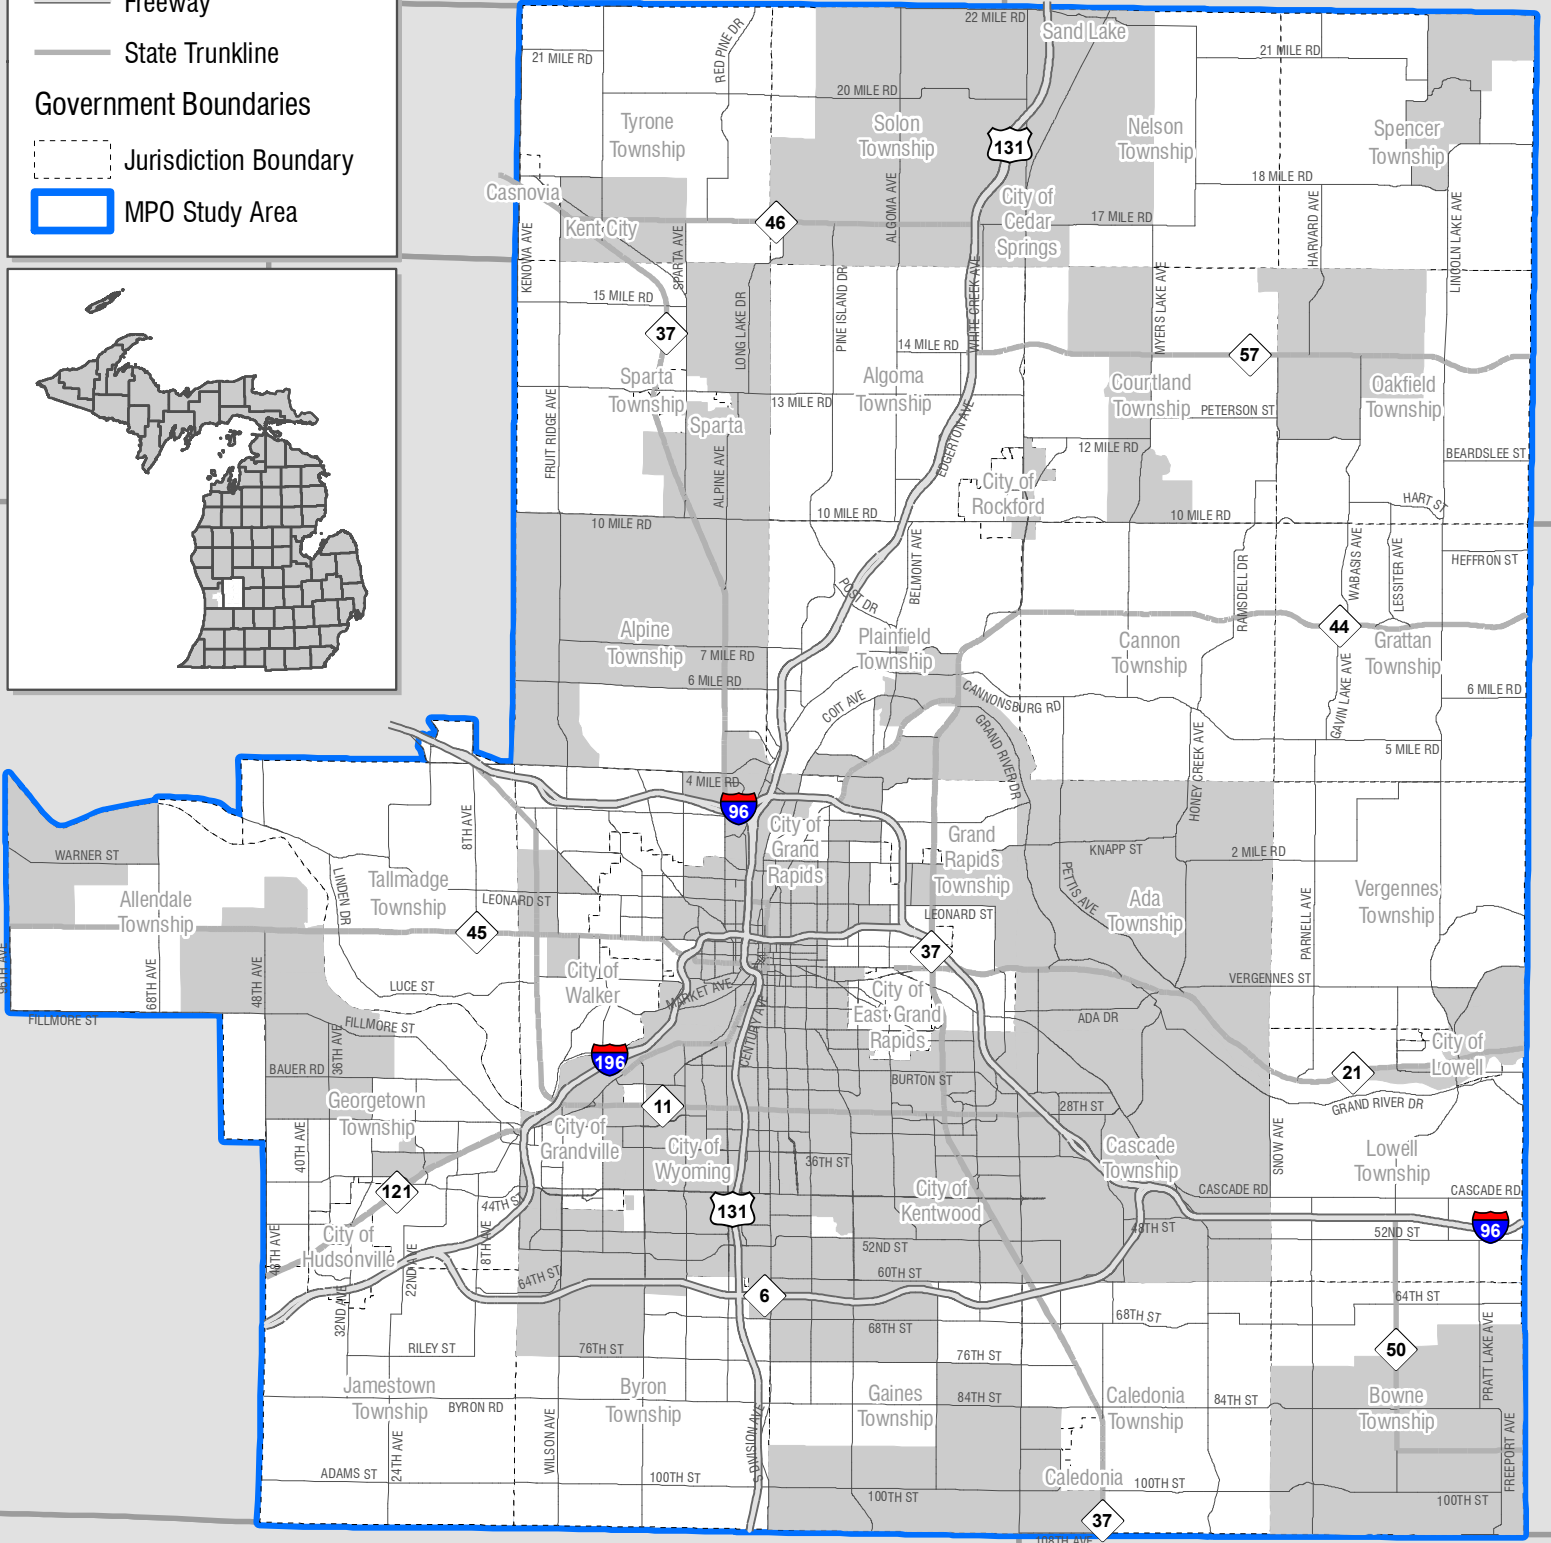 Freeway
State Trunkline
Government Boundaries
Jurisdiction Boundary
MPO Study Area
22 MILE RD
Sand Lake
21 MILE RD
RED PINE DR
21 MILE RD
20 MILE RD
Tyrone
Township
Solon
Township
131
Nelson
Township
Spencer
Township
18 MILE RD
Casnovia
Kent City
46
ALGOMA AVE
City of
Cedar
Springs
17 MILE RD
HARVARD AVE
LINCOLN LAKE AVE
KENOWA AVE
SPARTA AVE
15 MILE RD
LONG LAKE DR
PINE ISLAND DR
WHITE CREEK AVE
MYERS LAKE AVE
37
14 MILE RD
57
Sparta
Township
Algoma
Township
Courtland
Township
Oakfield
Township
13 MILE RD
PETERSON ST
Sparta
FRUIT RIDGE AVE
ALPINE AVE
EDGERTON AVE
12 MILE RD
BEARDSLEE ST
City of
Rockford
HART ST
10 MILE RD
10 MILE RD
10 MILE RD
BELMONT AVE
RAMSDELL DR
WABASIS AVE
LESSITER AVE
HEFFRON ST
POST DR
Alpine
Township
Plainfield
Township
Cannon
Township
44
Grattan
Township
7 MILE RD
6 MILE RD
6 MILE RD
COIT AVE
CANNONSBURG RD
GAVIN LAKE AVE
GRAND RIVER DR
HONEY CREEK AVE
5 MILE RD
4 MILE RD
96
8TH AVE
City of
Grand
Rapids
Grand
Rapids
Township
WARNER ST
KNAPP ST
2 MILE RD
PETTIS AVE
Allendale
Township
LINDEN DR
Tallmadge
Township
LEONARD ST
LEONARD ST
Ada
Township
Vergennes
Township
PARNELL AVE
45
37
96TH AVE
68TH AVE
48TH AVE
LUCE ST
City of
Walker
MARKET AVE
City of
East Grand
Rapids
VERGENNES ST
FILLMORE ST
FILLMORE ST
36TH AVE
ADA DR
CENTURY AVE
City of
Lowell
BAUER RD
196
BURTON ST
21
GRAND RIVER DR
Georgetown
Township
11
28TH ST
City of
Grandville
City of
Wyoming
40TH AVE
36TH ST
Cascade
Township
SNOW AVE
Lowell
Township
121
City of
Kentwood
CASCADE RD
CASCADE RD
44TH ST
131
48TH ST
96
52ND ST
City of
Hudsonville
48TH AVE
8TH AVE
22ND AVE
52ND ST
64TH ST
60TH ST
6
64TH ST
32ND AVE
68TH ST
68TH ST
RILEY ST
76TH ST
76TH ST
50
PRATT LAKE AVE
Jamestown
Township
Byron
Township
Gaines
Township
84TH ST
Caledonia
Township
84TH ST
Bowne
Township
BYRON RD
24TH AVE
WILSON AVE
S DIVISION AVE
FREEPORT AVE
ADAMS ST
100TH ST
Caledonia
100TH ST
100TH ST
100TH ST
37
108TH AVE